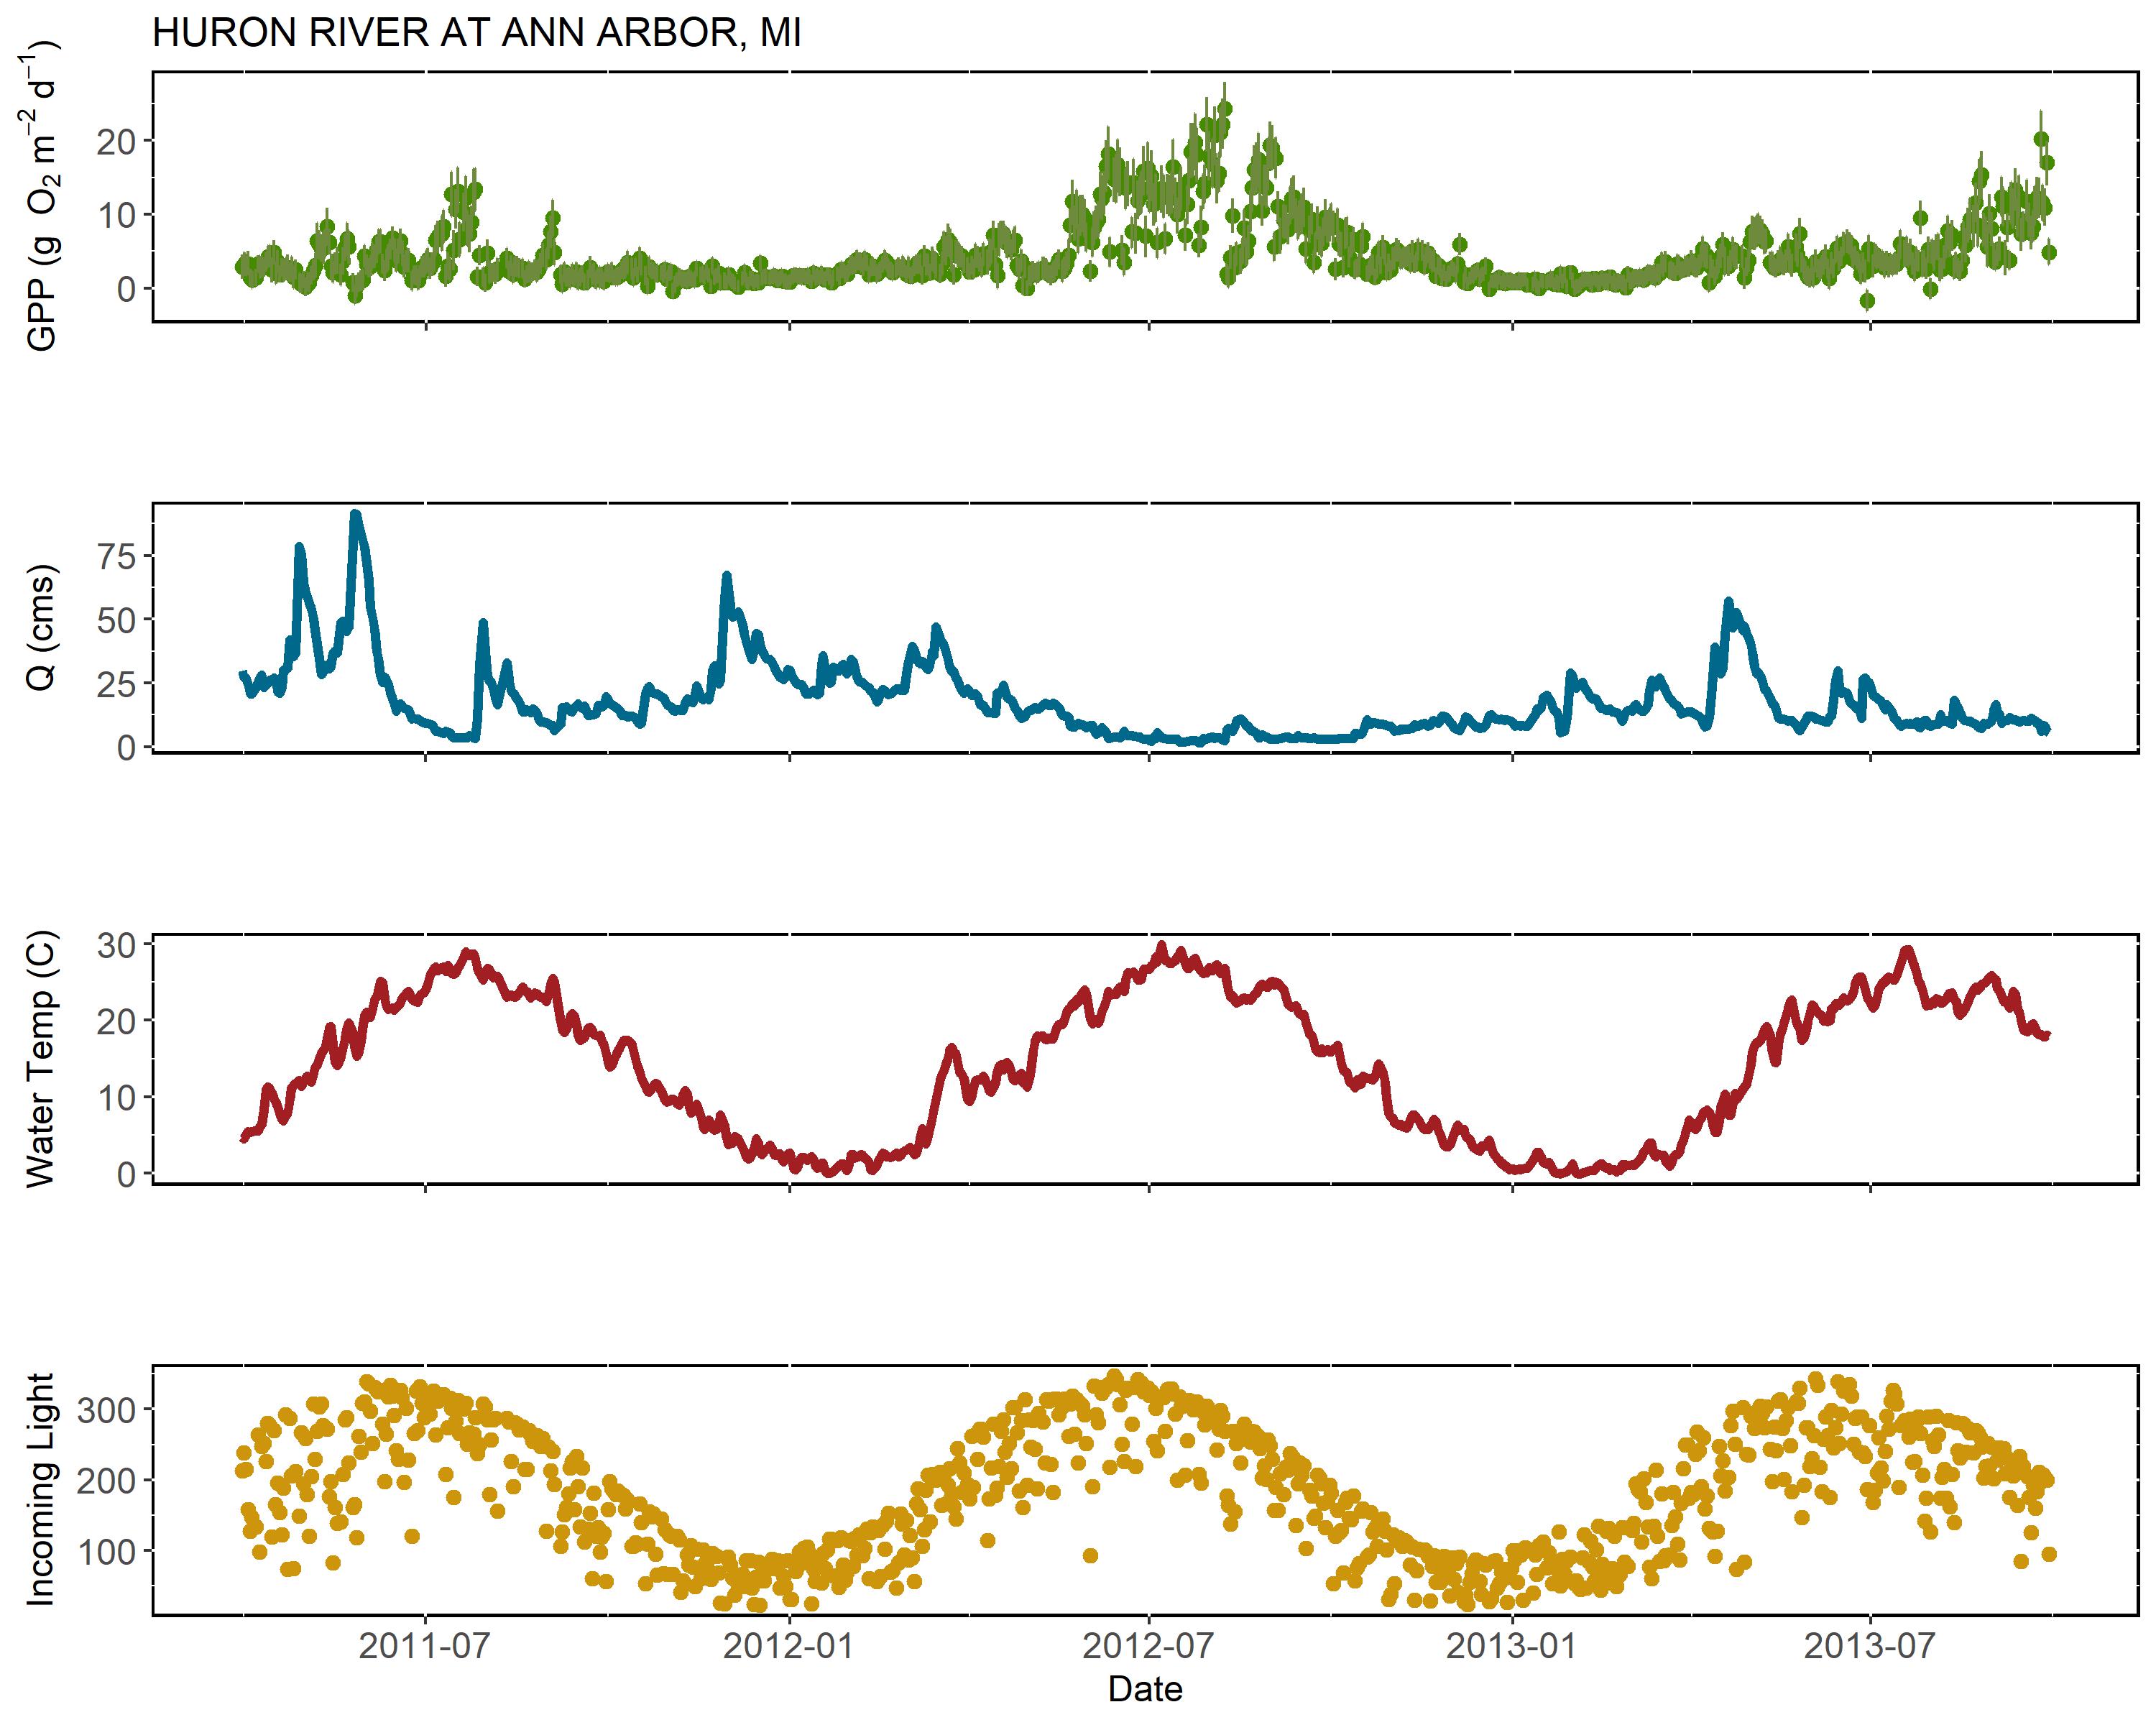 HURON RIVER AT ANN ARBOR, MI
GPP (g O₂ m⁻² d⁻¹)
20
10
0
Q (cms)
75
50
25
0
Water Temp (C)
30
20
10
0
Incoming Light
300
200
100
2011-07 2012-01 2012-07 2013-01 2013-07
Date